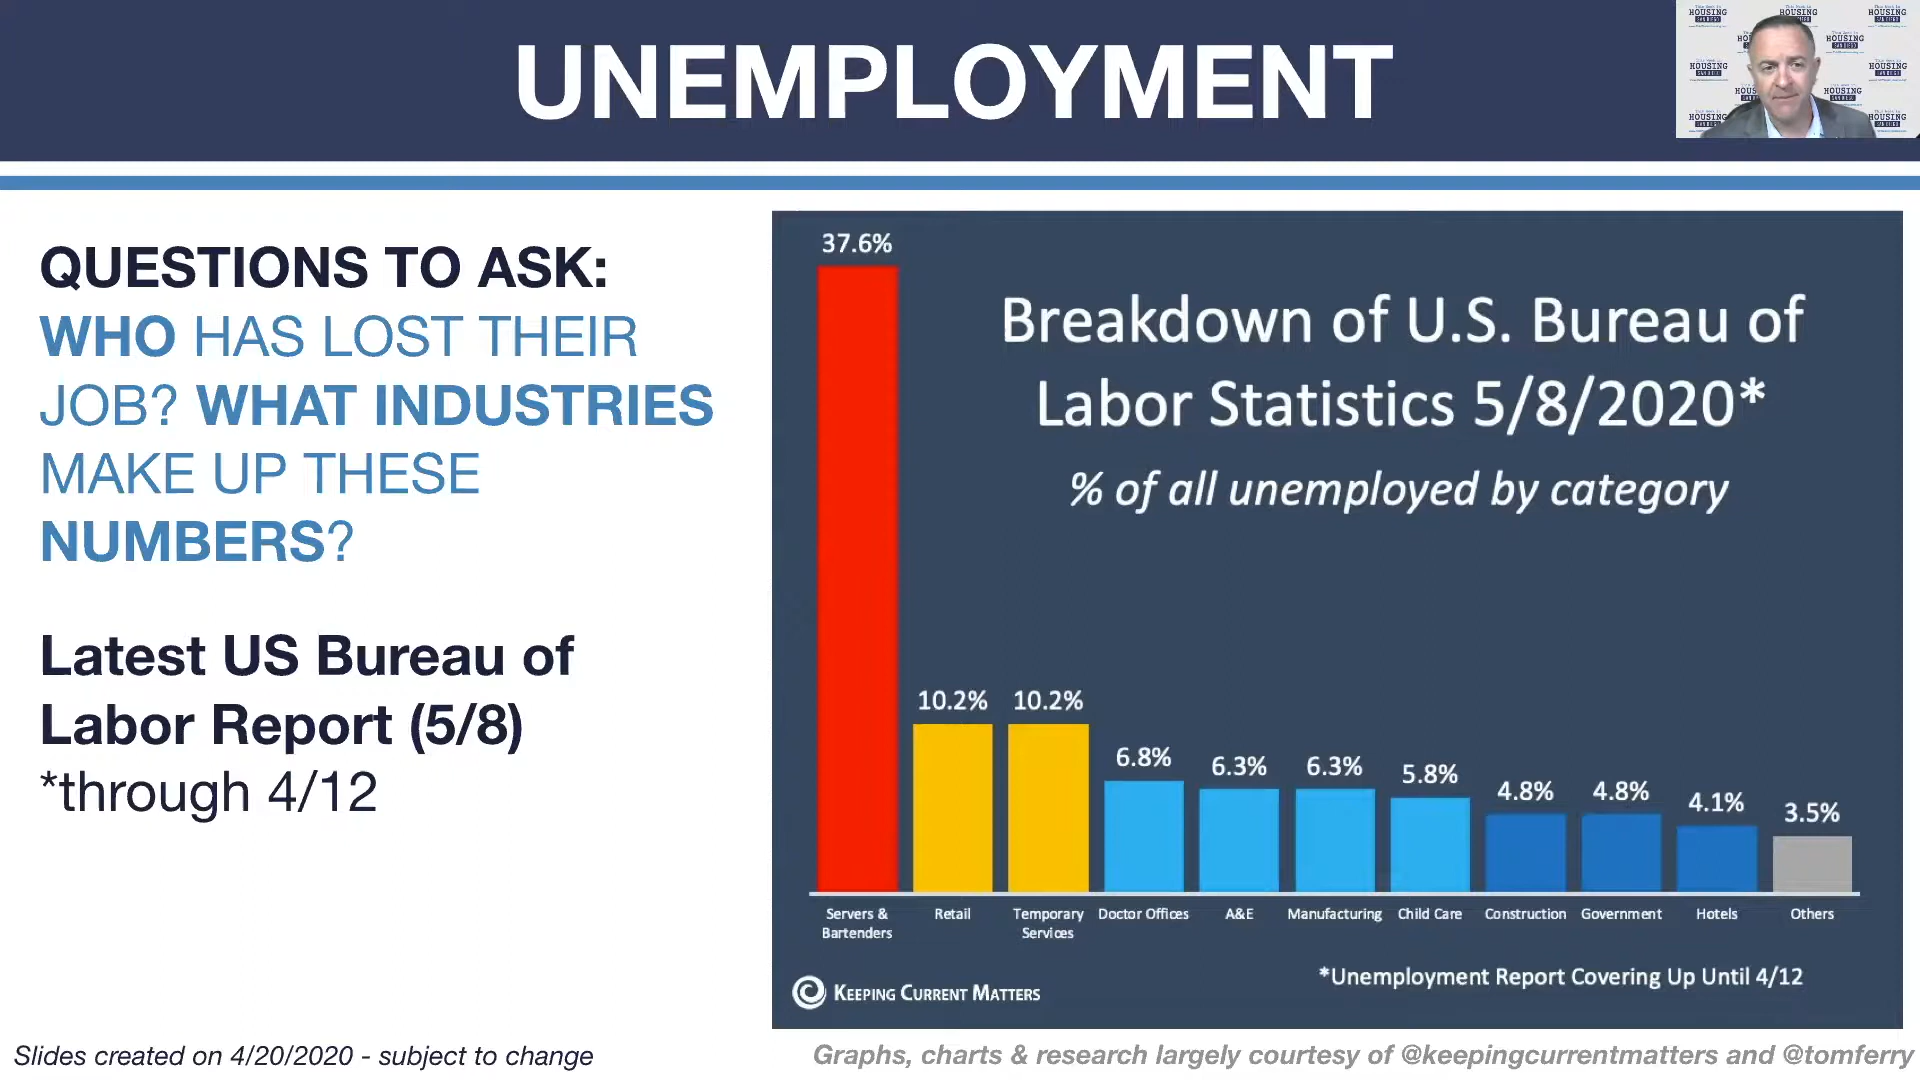 UNEMPLOYMENT
QUESTIONS TO ASK:
WHO HAS LOST THEIR
JOB? WHAT INDUSTRIES
MAKE UP THESE
NUMBERS?
Latest US Bureau of
Labor Report (5/8)
*through 4/12
Breakdown of U.S. Bureau of
Labor Statistics 5/8/2020*
% of all unemployed by category
37.6%
10.2% 10.2%
6.8% 6.3% 6.3% 5.8% 4.8% 4.8% 4.1% 3.5%
Servers & Retail Temporary Doctor Offices A&E Manufacturing Child Care Construction Government Hotels Others
Bartenders Services
*Unemployment Report Covering Up Until 4/12
KEEPING CURRENT MATTERS
Slides created on 4/20/2020 - subject to change
Graphs, charts & research largely courtesy of @keepingcurrentmatters and @tomferry
This Week in
HOUSING